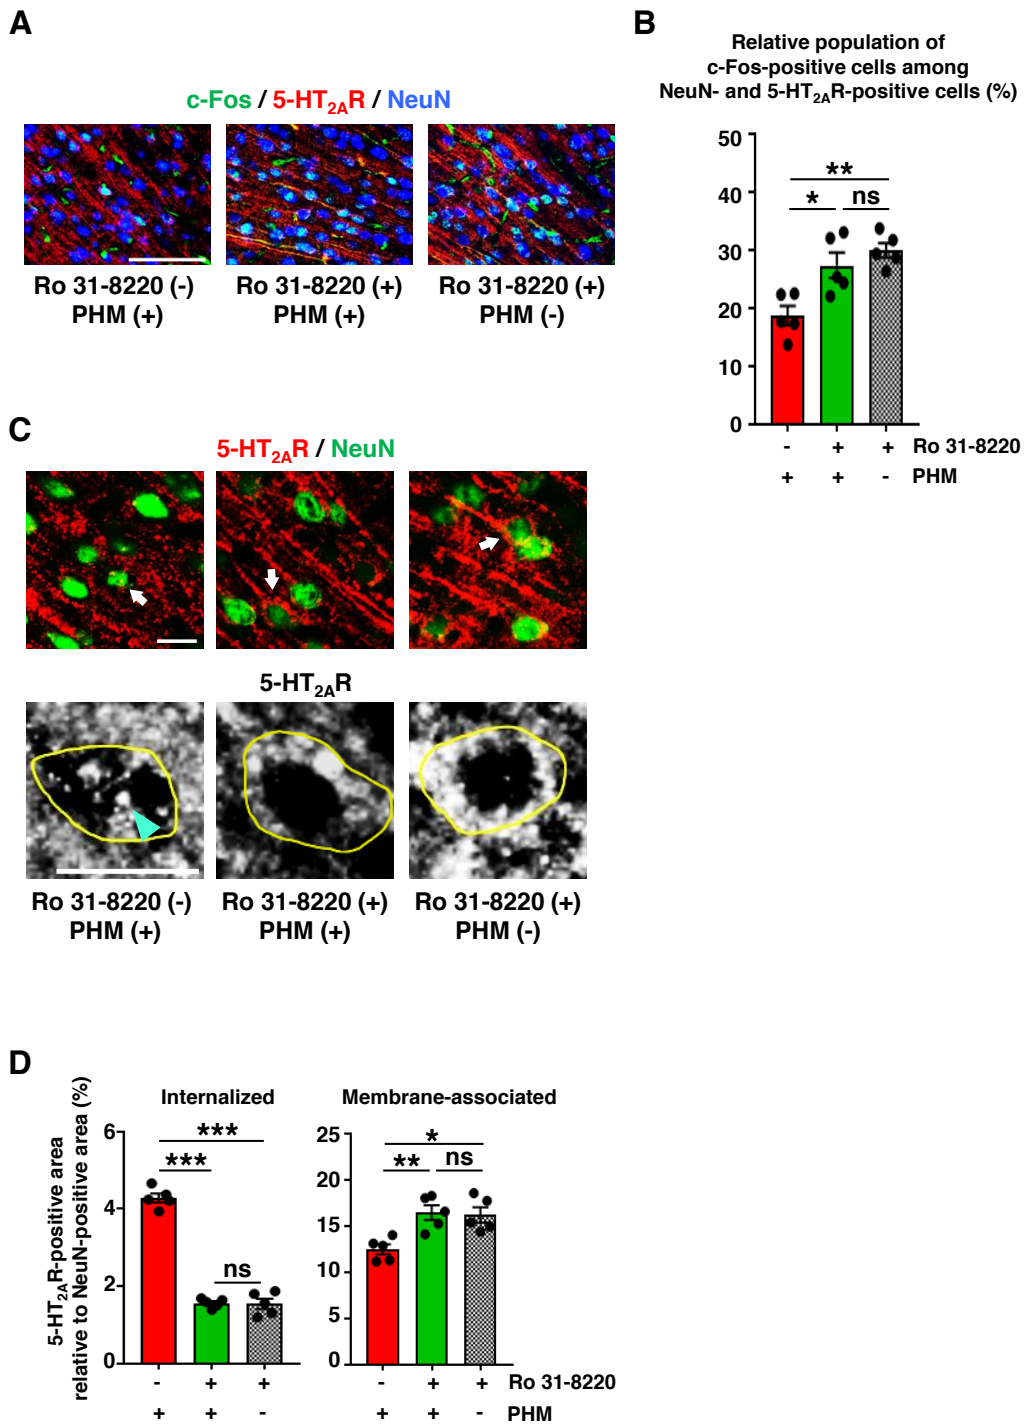 A
c-Fos / 5-HT2AR / NeuN
Ro 31-8220 (-)
PHM (+)
Ro 31-8220 (+)
PHM (+)
Ro 31-8220 (+)
PHM (-)
B
Relative population of
c-Fos-positive cells among
NeuN- and 5-HT2AR-positive cells (%)
50
40
30
20
10
0
**
*
ns
- + + Ro 31-8220
+ + - PHM
C
5-HT2AR / NeuN
5-HT2AR
Ro 31-8220 (-)
PHM (+)
Ro 31-8220 (+)
PHM (+)
Ro 31-8220 (+)
PHM (-)
D
5-HT2AR-positive area
relative to NeuN-positive area (%)
Internalized
6
4
2
0
***
***
ns
- + +
+ + -
Membrane-associated
25
20
15
10
5
0
*
**
ns
- + + Ro 31-8220
+ + - PHM